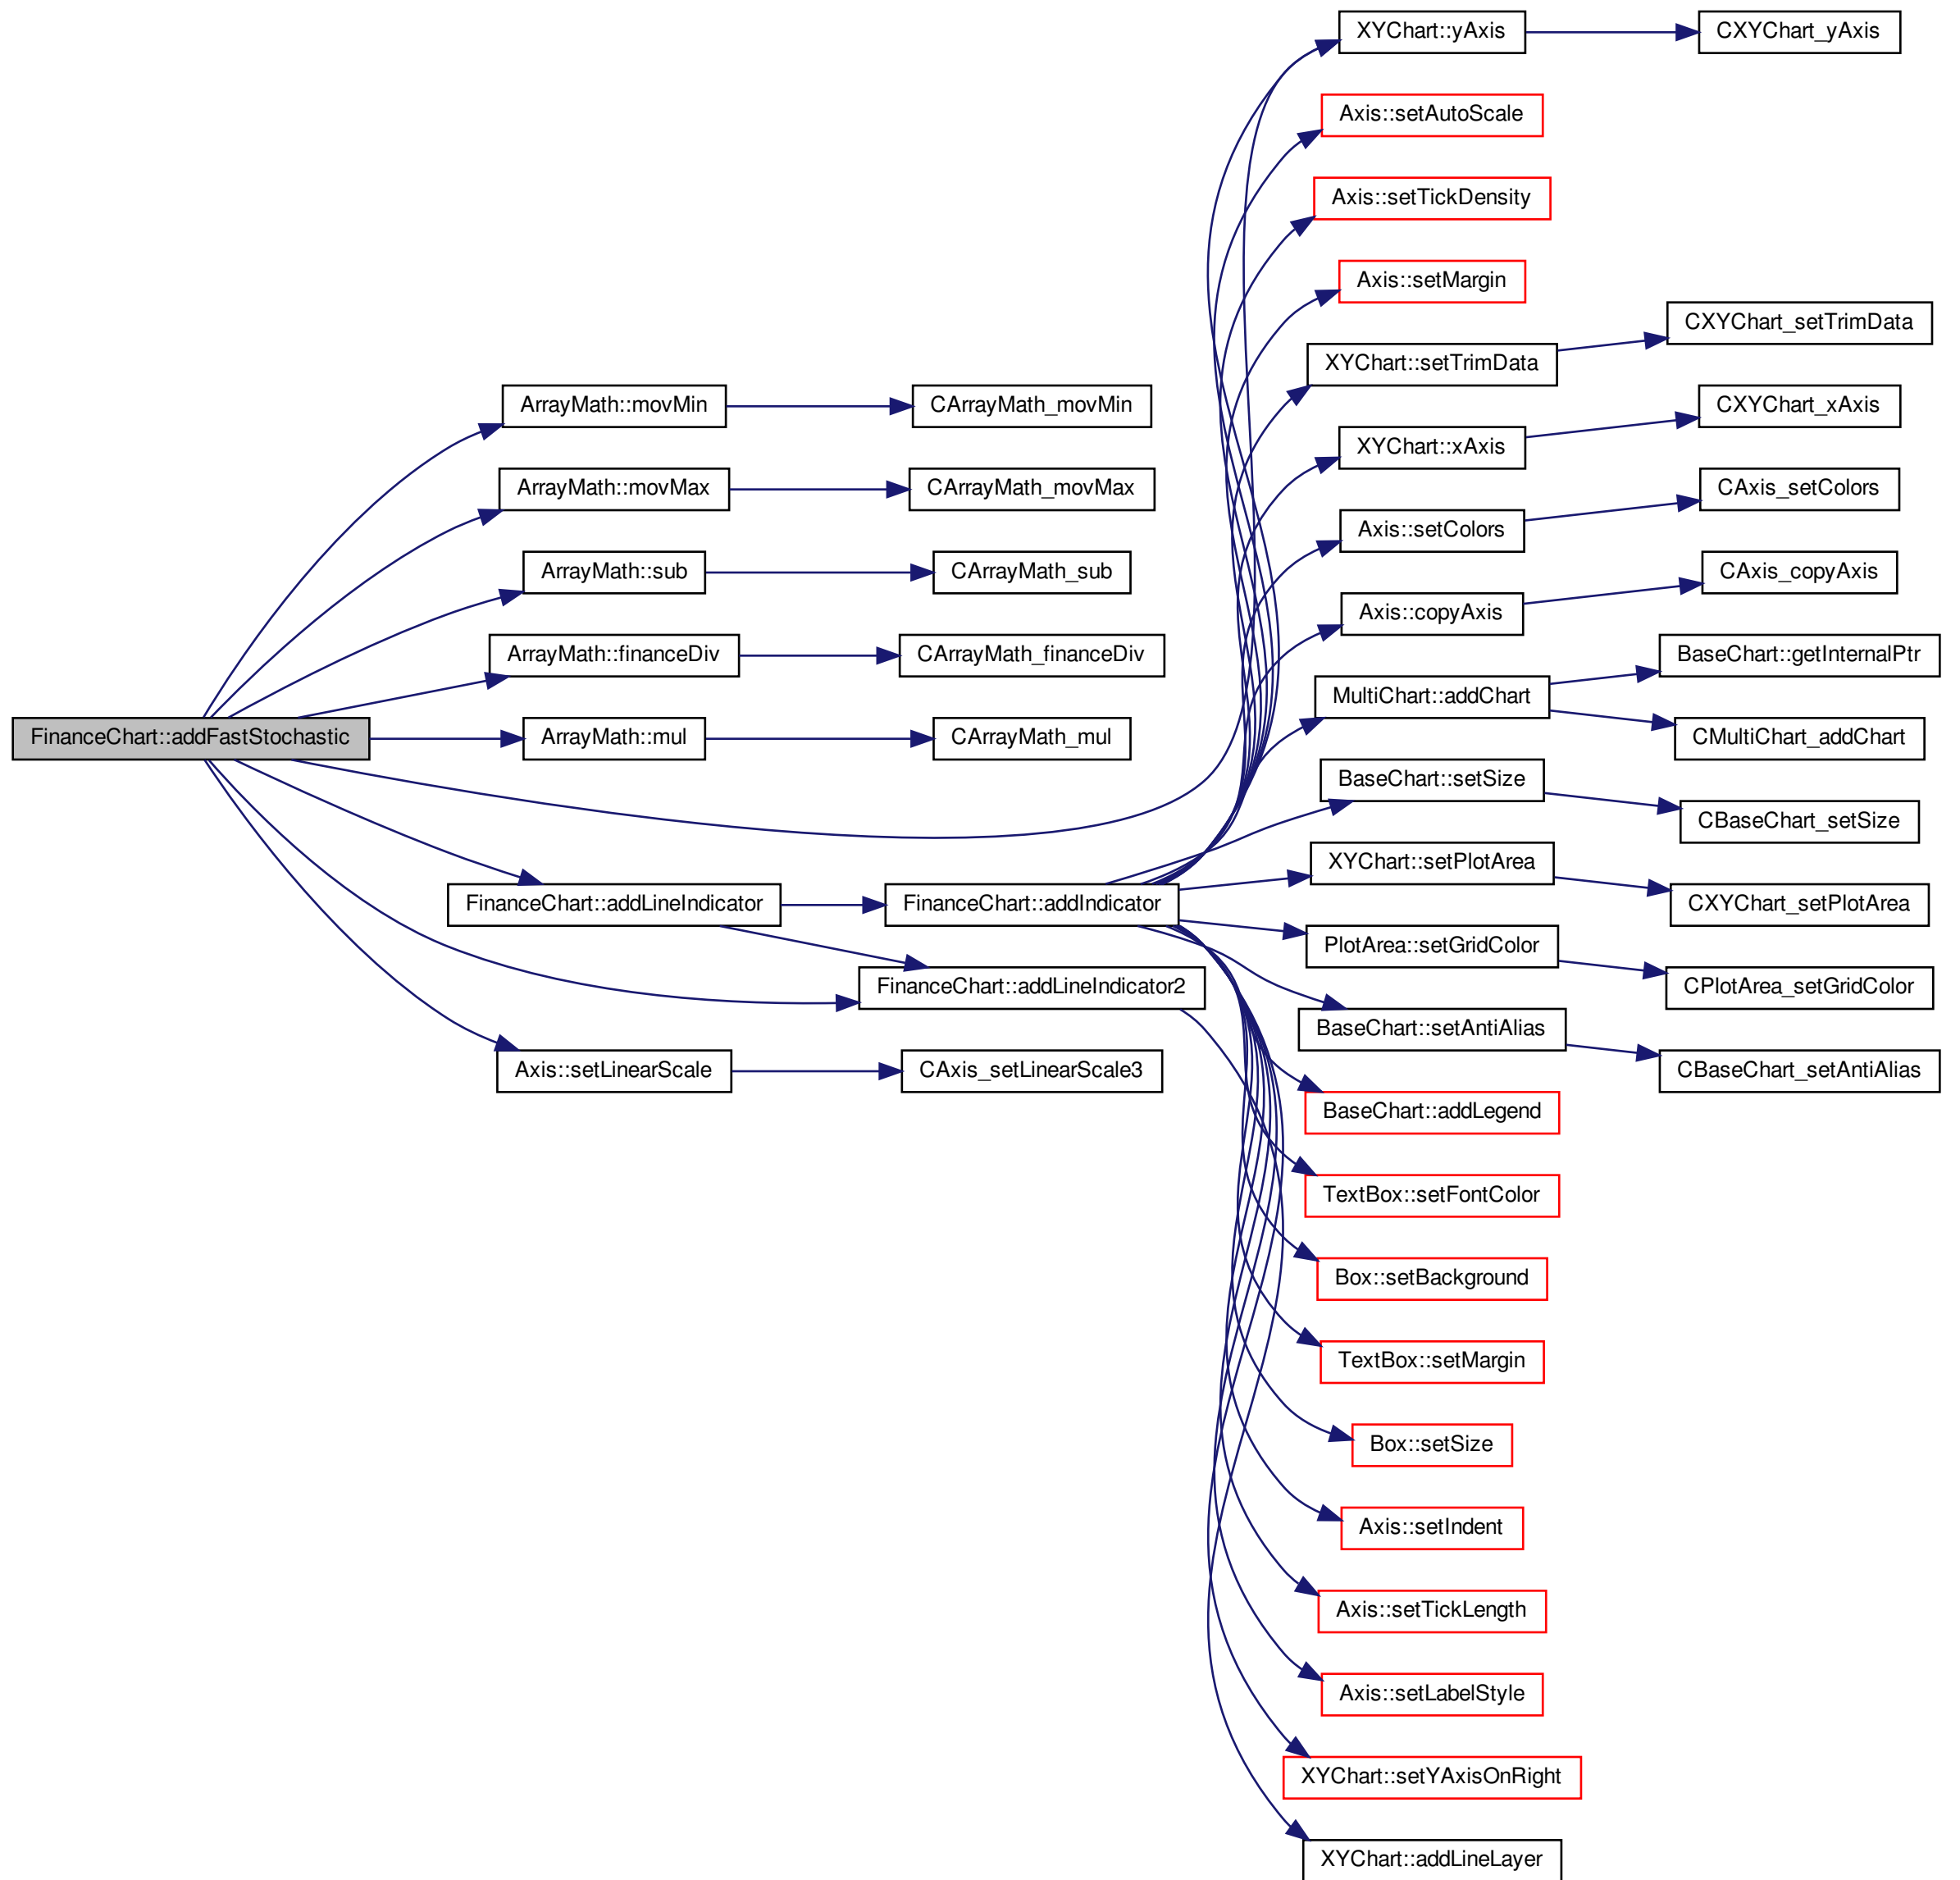 XYChart::yAxis
CXYChart_yAxis
Axis::setAutoScale
Axis::setTickDensity
Axis::setMargin
CXYChart_setTrimData
XYChart::setTrimData
ArrayMath::movMin
CArrayMath_movMin
CXYChart_xAxis
XYChart::xAxis
ArrayMath::movMax
CArrayMath_movMax
CAxis_setColors
Axis::setColors
ArrayMath::sub
CArrayMath_sub
CAxis_copyAxis
Axis::copyAxis
ArrayMath::financeDiv
CArrayMath_financeDiv
BaseChart::getInternalPtr
MultiChart::addChart
FinanceChart::addFastStochastic
ArrayMath::mul
CArrayMath_mul
CMultiChart_addChart
BaseChart::setSize
CBaseChart_setSize
XYChart::setPlotArea
FinanceChart::addLineIndicator
FinanceChart::addIndicator
CXYChart_setPlotArea
PlotArea::setGridColor
FinanceChart::addLineIndicator2
CPlotArea_setGridColor
BaseChart::setAntiAlias
Axis::setLinearScale
CAxis_setLinearScale3
CBaseChart_setAntiAlias
BaseChart::addLegend
TextBox::setFontColor
Box::setBackground
TextBox::setMargin
Box::setSize
Axis::setIndent
Axis::setTickLength
Axis::setLabelStyle
XYChart::setYAxisOnRight
XYChart::addLineLayer